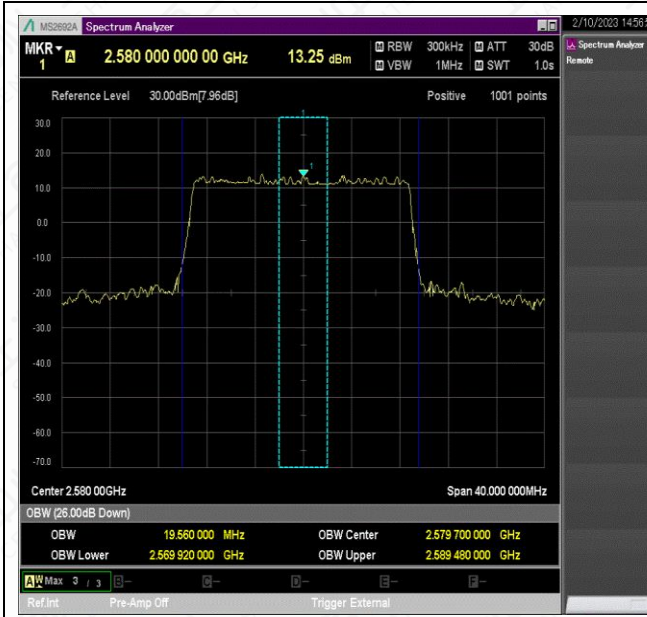 MS2692A Spectrum Analyzer 2/10/2023 14:56:
MKR 1 A 2.580 000 000 00 GHz 13.25 dBm M RBW 300kHz M ATT 30dB
M VBW 1MHz M SWT 1.0s
Spectrum Analyzer
Remote
Reference Level 30.00dBm[7.96dB] Positive 1001 points
30.0
20.0
1
10.0
0.0
-10.0
-20.0
-30.0
-40.0
-50.0
-60.0
-70.0
Center 2.580 00GHz Span 40.000 000MHz
OBW (26.00dB Down)
OBW 19.560 000 MHz OBW Center 2.579 700 000 GHz
OBW Lower 2.569 920 000 GHz OBW Upper 2.589 480 000 GHz
A W Max 3 / 3 B- C- D- E- F-
Ref.Int Pre-Amp Off Trigger External